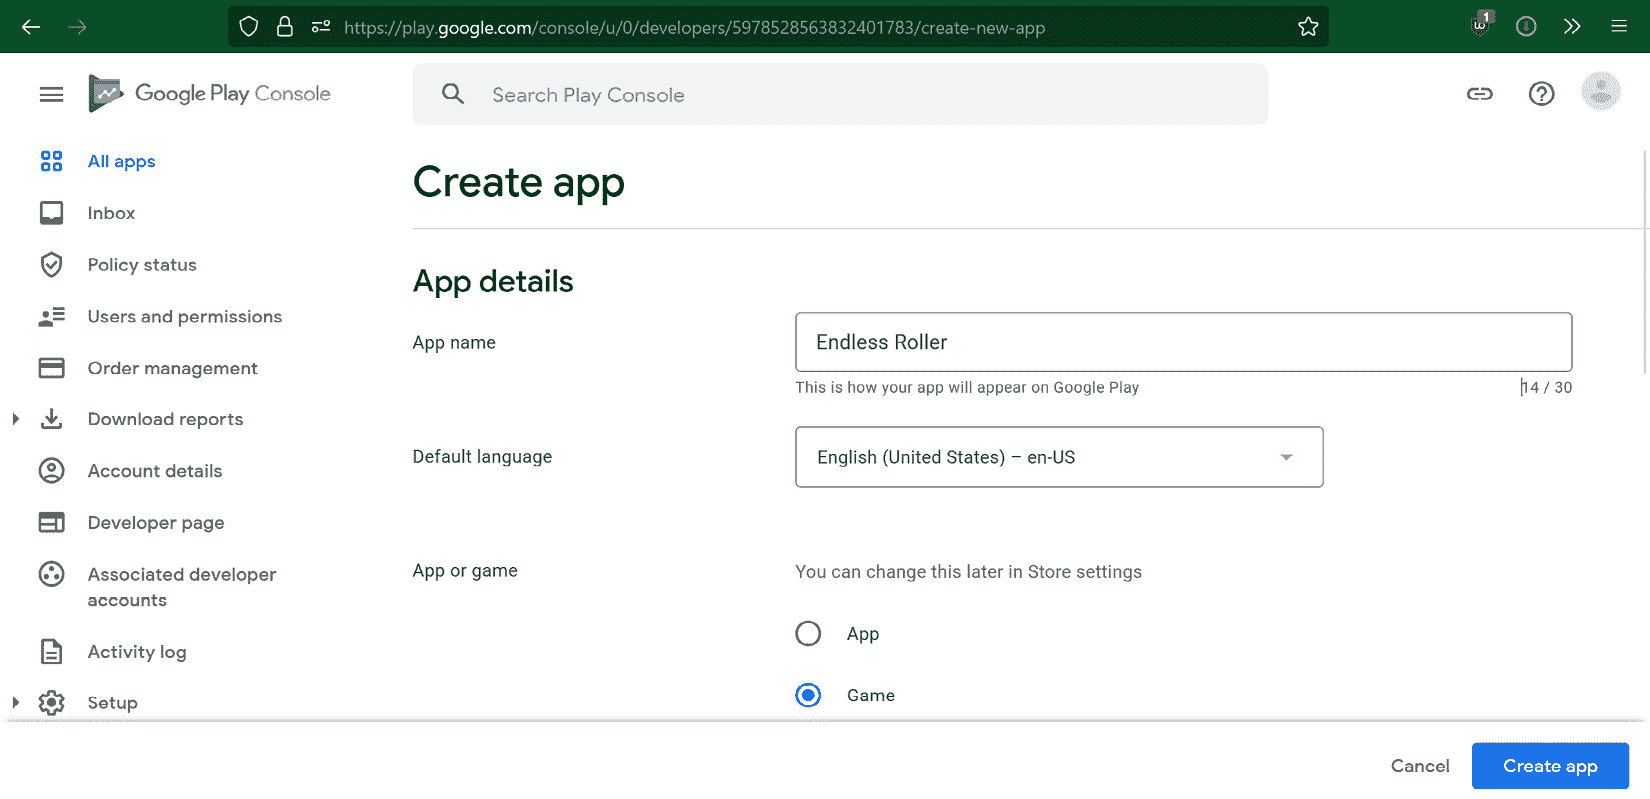 https://play.google.com/console/u/0/developers/5978528563832401783/create-new-app
1
Google Play Console
Search Play Console
All apps
Inbox
Policy status
Users and permissions
Order management
Download reports
Account details
Developer page
Associated developer
accounts
Activity log
Setup
Create app
App details
App name
Endless Roller
This is how your app will appear on Google Play
14 / 30
Default language
English (United States) – en-US
App or game
You can change this later in Store settings
App
Game
Cancel
Create app